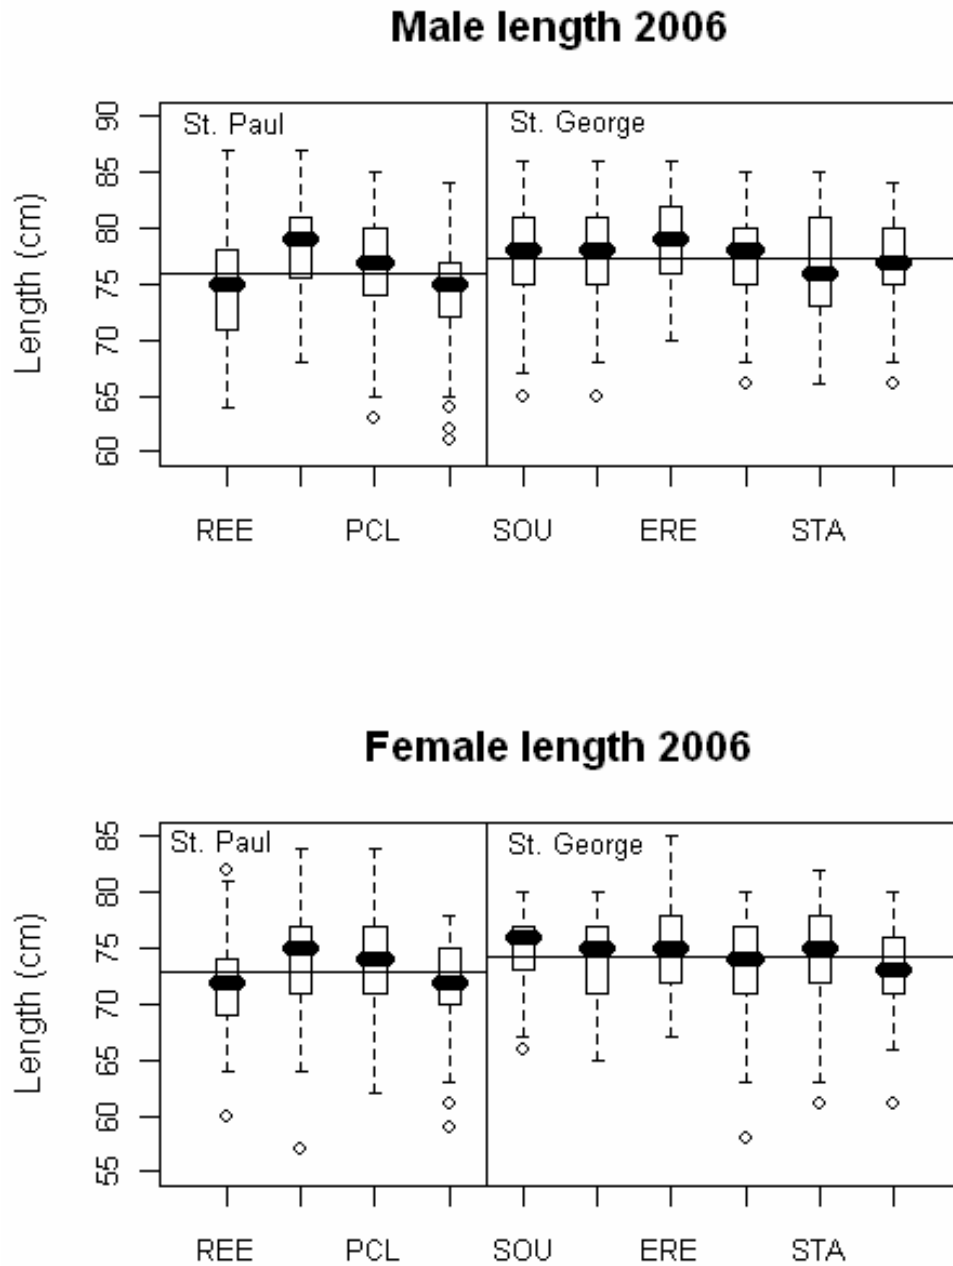 Male length 2006
St. Paul
St. George
Length (cm)
90
85
80
75
70
65
60
REE PCL SOU ERE STA
Female length 2006
St. Paul
St. George
Length (cm)
85
80
75
70
65
60
55
REE PCL SOU ERE STA